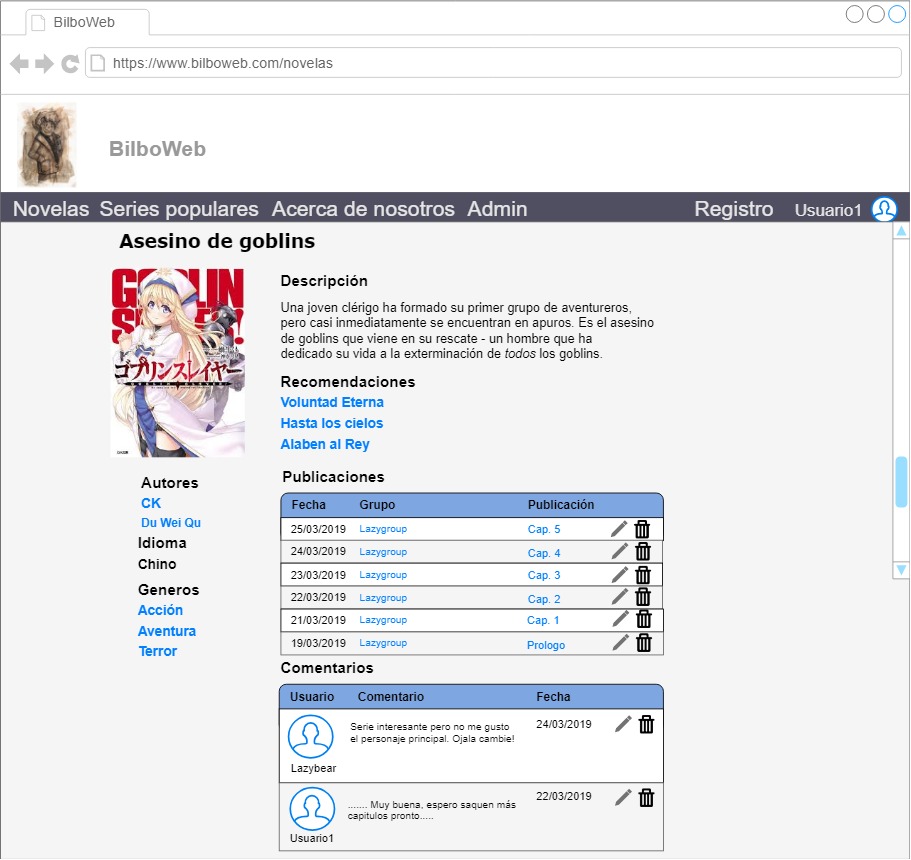 BilboWeb
https://www.bilboweb.com/novelas
BilboWeb
Novelas Series populares Acerca de nosotros Admin Registro Usuario1
Asesino de goblins
GOBLIN
SLAYER!
ゴブリンスレイヤー
Descripción
Una joven clérigo ha formado su primer grupo de aventureros,
pero casi inmediatamente se encuentran en apuros. Es el asesino
de goblins que viene en su rescate - un hombre que ha
dedicado su vida a la exterminación de todos los goblins.
Recomendaciones
Voluntad Eterna
Hasta los cielos
Alaben al Rey
Autores
CK
Du Wei Qu
Idioma
Chino
Generos
Acción
Aventura
Terror
Publicaciones
Fecha Grupo Publicación
25/03/2019 Lazygroup Cap. 5
24/03/2019 Lazygroup Cap. 4
23/03/2019 Lazygroup Cap. 3
22/03/2019 Lazygroup Cap. 2
21/03/2019 Lazygroup Cap. 1
19/03/2019 Lazygroup Prologo
Comentarios
Usuario Comentario Fecha
Serie interesante pero no me gusto 24/03/2019
el personaje principal. Ojala cambie!
Lazybear
....... Muy buena, espero saquen más 22/03/2019
capitulos pronto.....
Usuario1